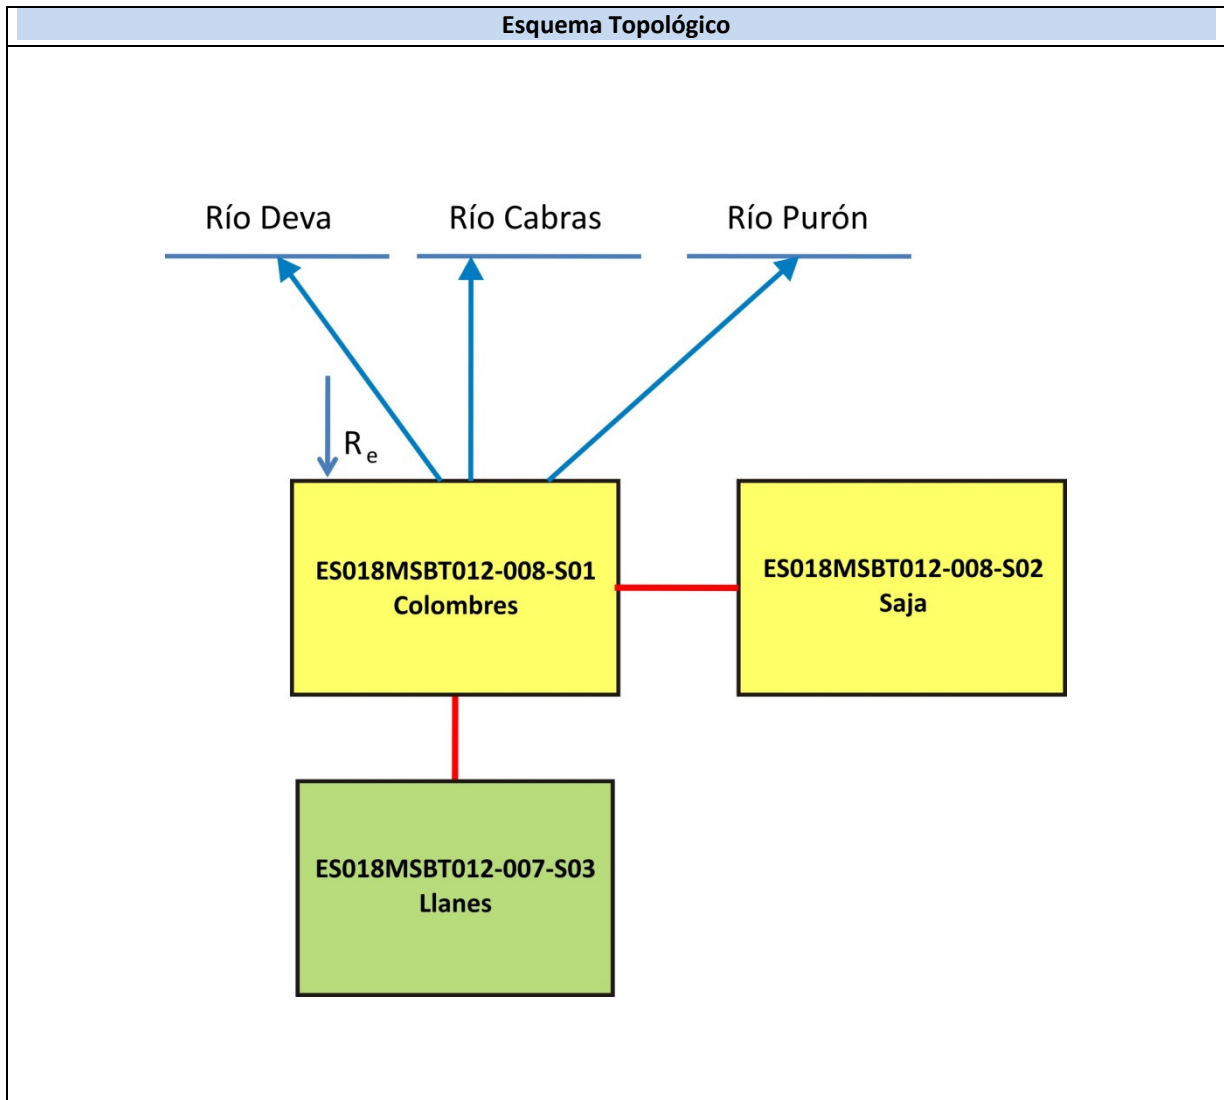 Esquema Topológico
Río Deva
Río Cabras
Río Purón
R e
ES018MSBT012-008-S01
Colombres
ES018MSBT012-008-S02
Saja
ES018MSBT012-007-S03
Llanes